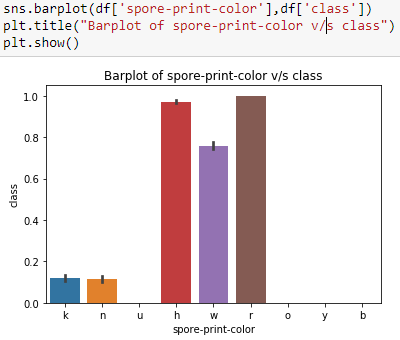 sns.barplot(df['spore-print-color'],df['class'])
plt.title("Barplot of spore-print-color v/s class")
plt.show()
Barplot of spore-print-color v/s class
1.0
0.8
0.6
0.4
0.2
0.0
class
k n u h w r o y b
spore-print-color